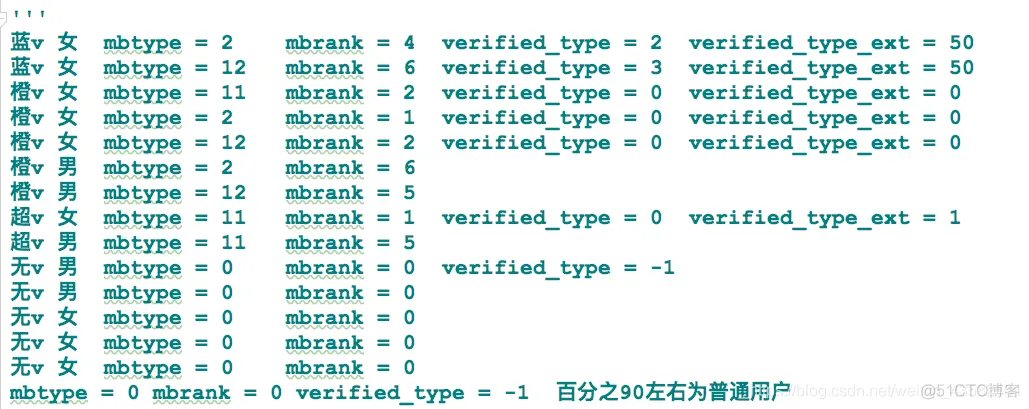 '''
蓝v 女  mbtype = 2    mbrank = 4  verified_type = 2  verified_type_ext = 50
蓝v 女  mbtype = 12   mbrank = 6  verified_type = 3  verified_type_ext = 50
橙v 女  mbtype = 11   mbrank = 2  verified_type = 0  verified_type_ext = 0
橙v 女  mbtype = 2    mbrank = 1  verified_type = 0  verified_type_ext = 0
橙v 女  mbtype = 12   mbrank = 2  verified_type = 0  verified_type_ext = 0
橙v 男  mbtype = 2    mbrank = 6
橙v 男  mbtype = 12   mbrank = 5
超v 女  mbtype = 11   mbrank = 1  verified_type = 0  verified_type_ext = 1
超v 男  mbtype = 11   mbrank = 5
无v 男  mbtype = 0    mbrank = 0  verified_type = -1
无v 男  mbtype = 0    mbrank = 0
无v 女  mbtype = 0    mbrank = 0
无v 女  mbtype = 0    mbrank = 0
无v 女  mbtype = 0    mbrank = 0
mbtype = 0 mbrank = 0 verified_type = -1  百分之90左右为普通用户
@51CTO博客